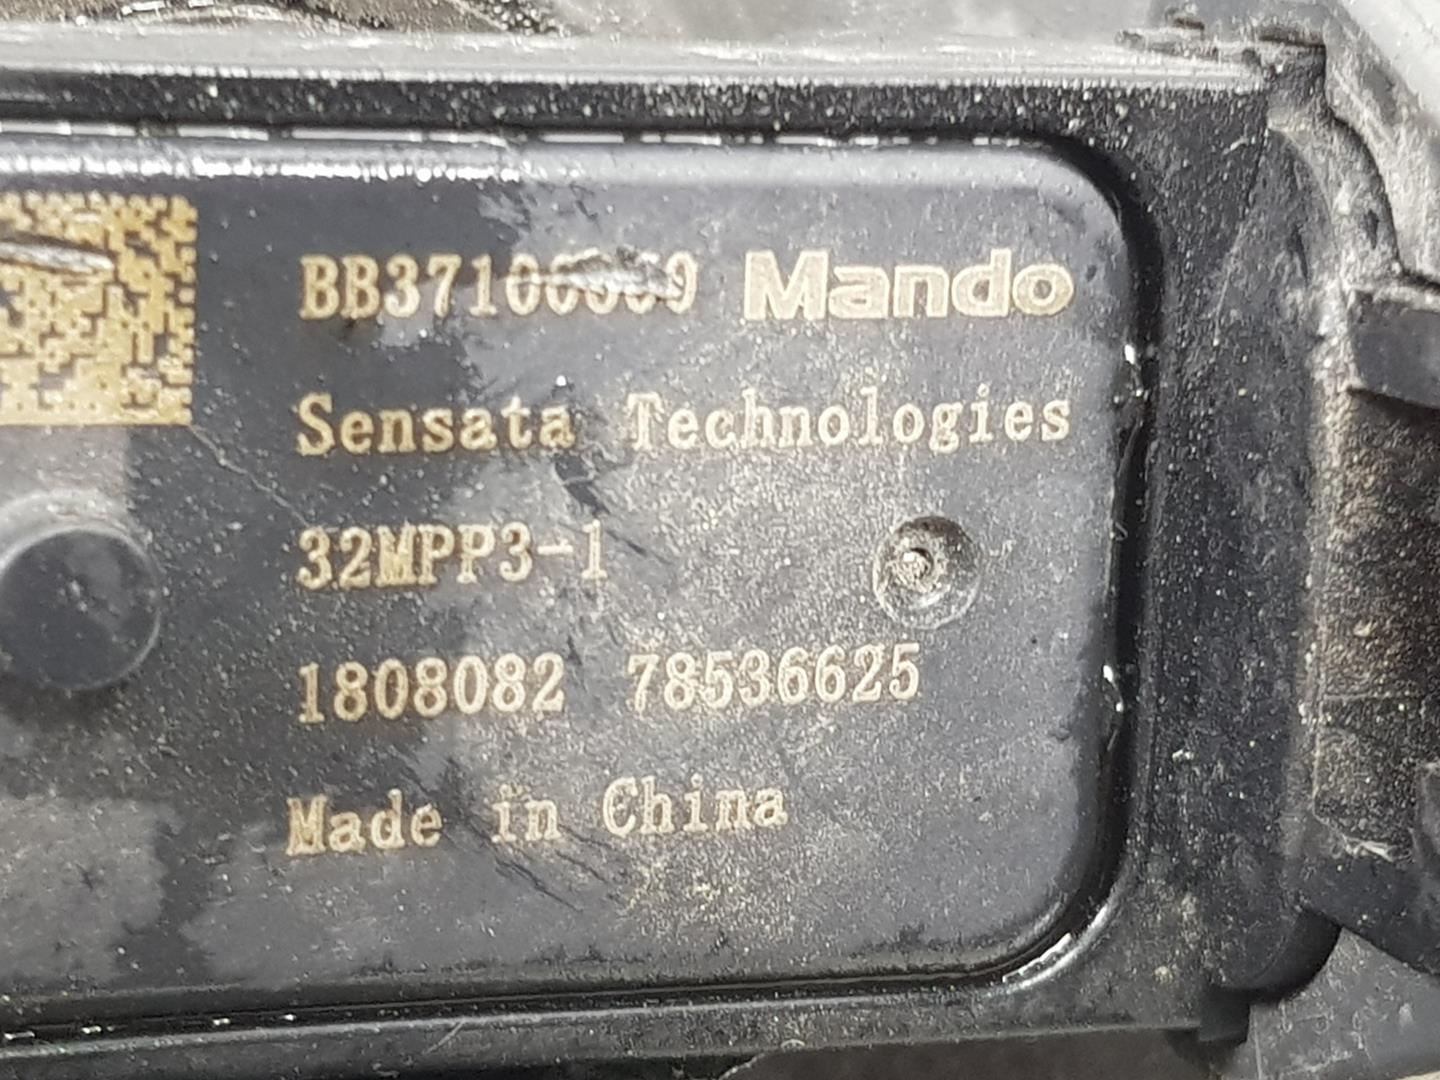 Mando
Sensata Technologies
32MPP3-1
1808082 78536625
Made in China